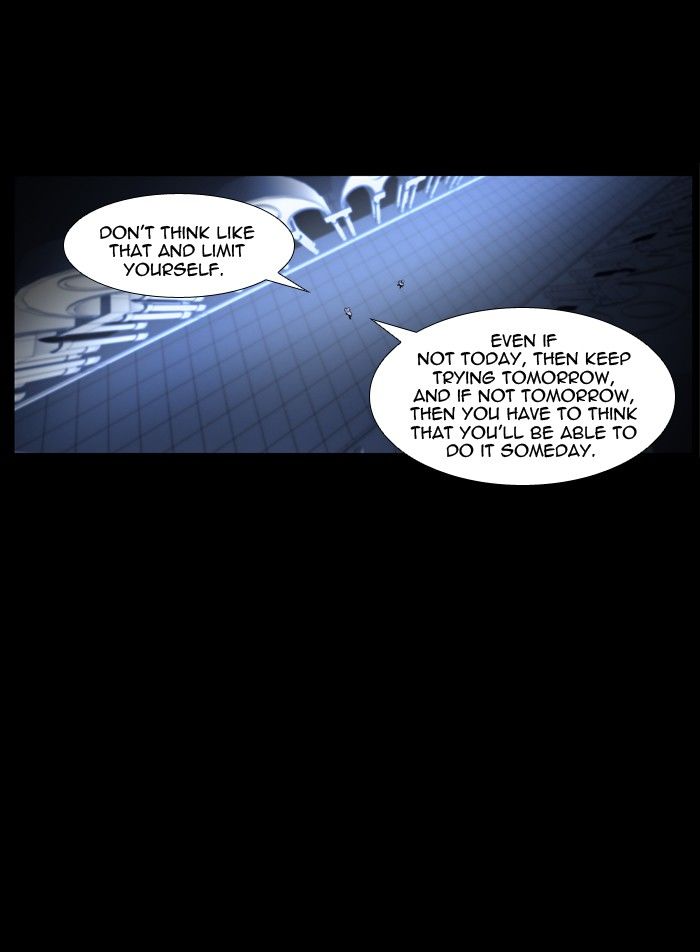 DON'T THINK LIKE
THAT AND LIMIT
YOURSELF.
EVEN IF
NOT TODAY, THEN KEEP
TRYING TOMORROW,
AND IF NOT TOMORROW,
THEN YOU HAVE TO THINK
THAT YOU'LL BE ABLE TO
DO IT SOMEDAY.